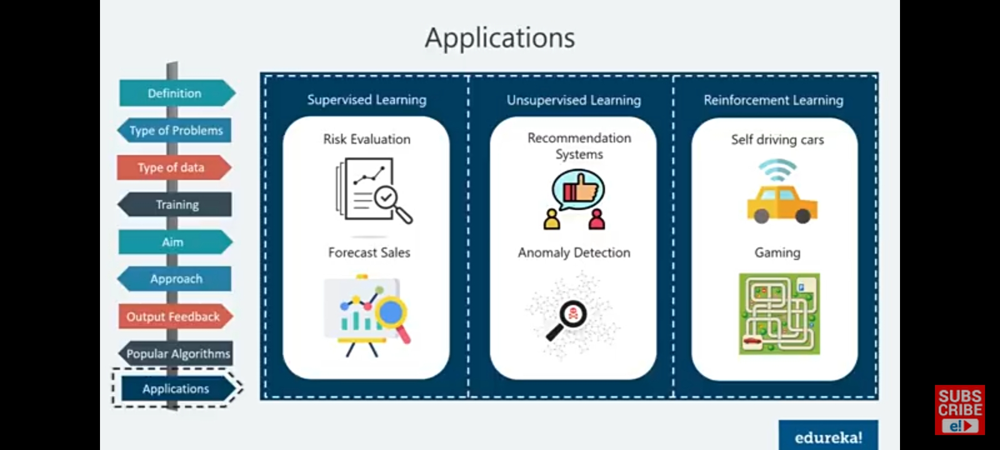 Applications
Definition
Type of Problems
Type of data
Training
Aim
Approach
Output Feedback
Popular Algorithms
Applications
Supervised Learning
Risk Evaluation
Forecast Sales
Unsupervised Learning
Recommendation
Systems
Anomaly Detection
Reinforcement Learning
Self driving cars
Gaming
P
SUBS
CRIBE
e!
edureka!